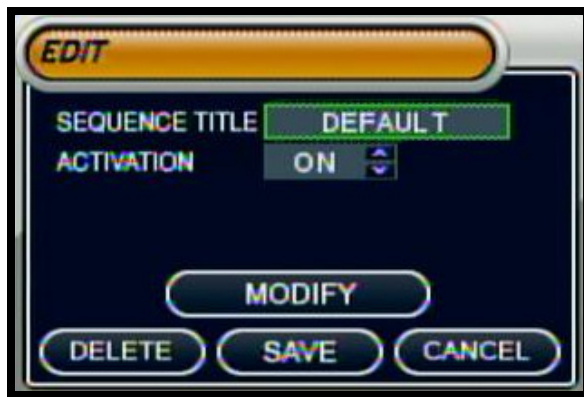 EDIT
SEQUENCE TITLE DEFAULT
ACTIVATION ON
MODIFY
DELETE SAVE CANCEL